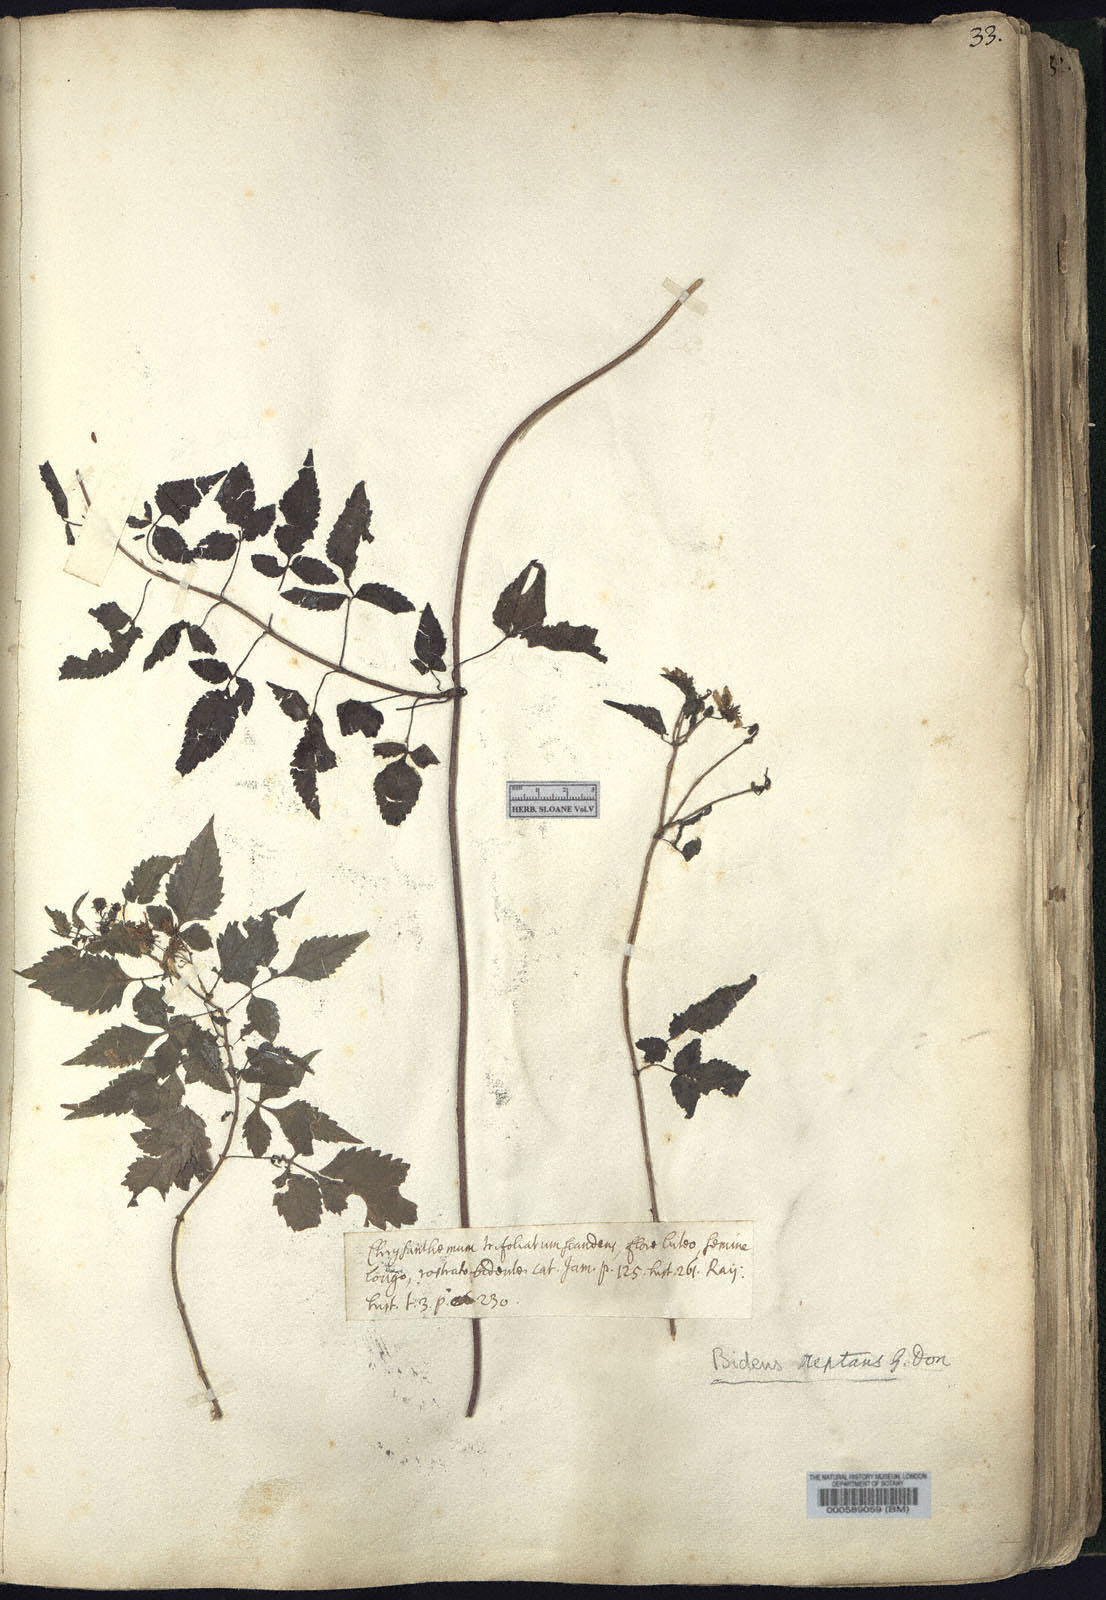 33.
HERB. SLOANE Vol. V
Chrysanthemum trifoliatum scandens, flore luteo, semine
longo, rostrato bidente. cat. Jam. p. 125. hist. 261. Raij.
hist. t. 3. p. 230.
Bidens reptans G. Don
THE NATURAL HISTORY MUSEUM, LONDON
DEPARTMENT OF BOTANY
000589059 (BM)